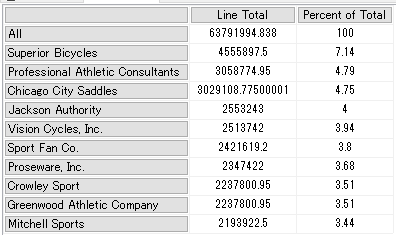 Line Total Percent of Total
All 63791994.838 100
Superior Bicycles 4555897.5 7.14
Professional Athletic Consultants 3058774.95 4.79
Chicago City Saddles 3029108.77500001 4.75
Jackson Authority 2553243 4
Vision Cycles, Inc. 2513742 3.94
Sport Fan Co. 2421619.2 3.8
Proseware, Inc. 2347422 3.68
Crowley Sport 2237800.95 3.51
Greenwood Athletic Company 2237800.95 3.51
Mitchell Sports 2193922.5 3.44